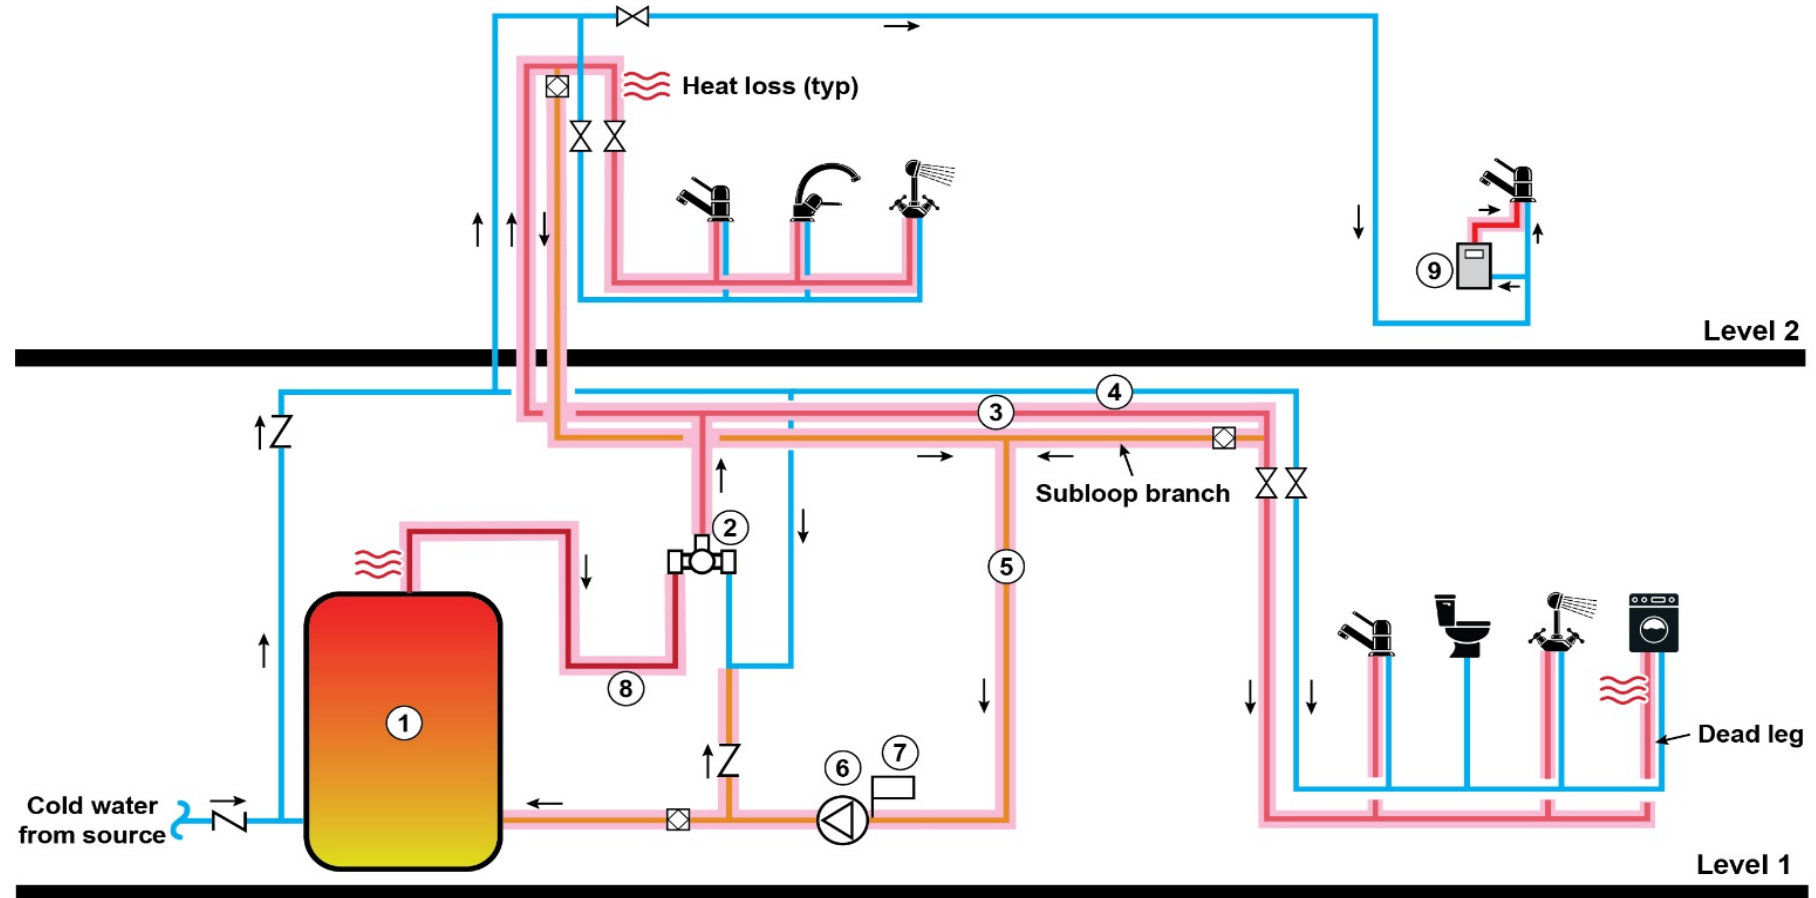 Heat loss (typ)
9
Level 2
4
3
Subloop branch
2
5
8
1
Dead leg
7
6
Cold water
from source
Level 1